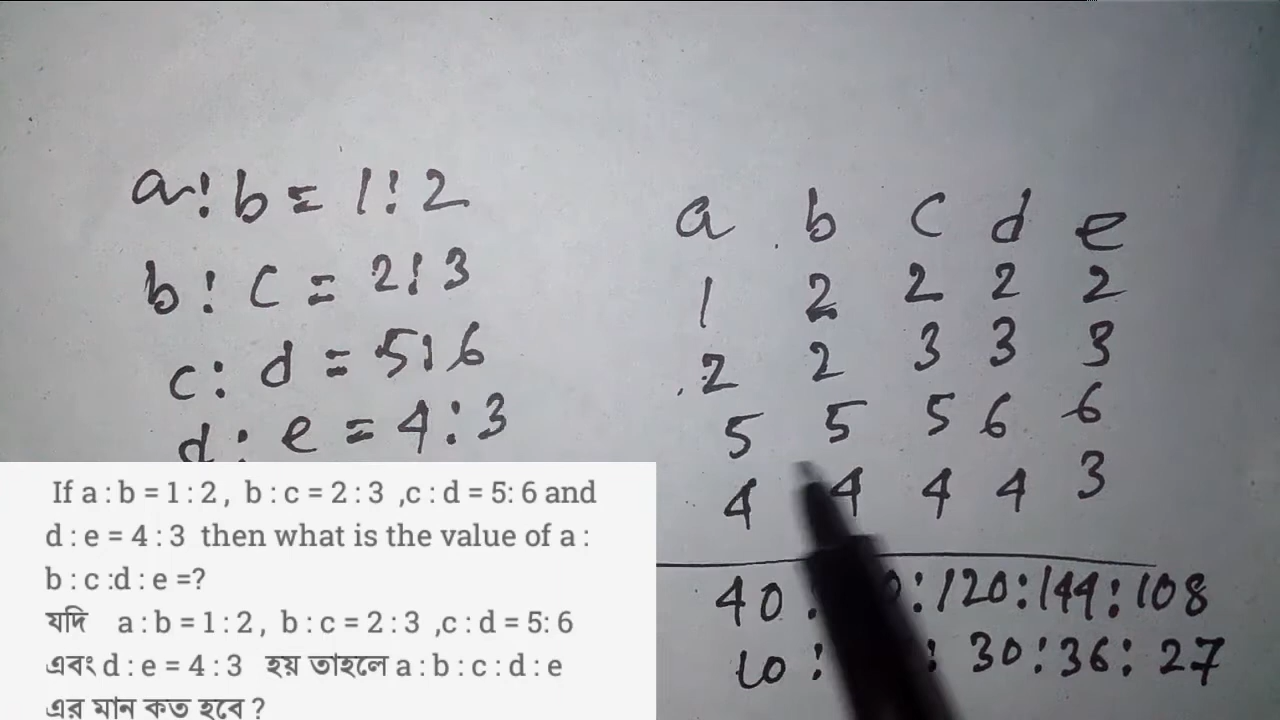 a:b = 1:2
b:c = 2:3
c:d = 5:6
d:e = 4:3
If a : b = 1 : 2 , b : c = 2 : 3 ,c : d = 5: 6 and
d : e = 4 : 3 then what is the value of a :
b : c :d : e =?
যদি a : b = 1 : 2 , b : c = 2 : 3 ,c : d = 5: 6
এবং d : e = 4 : 3 হয় তাহলে a : b : c : d : e
এর মান কত হবে ?
a b c d e
1 2 2 2 2
2 2 3 3 3
5 5 5 6 6
4 4 4 4 3
40: :120:144:108
10: : 30:36: 27